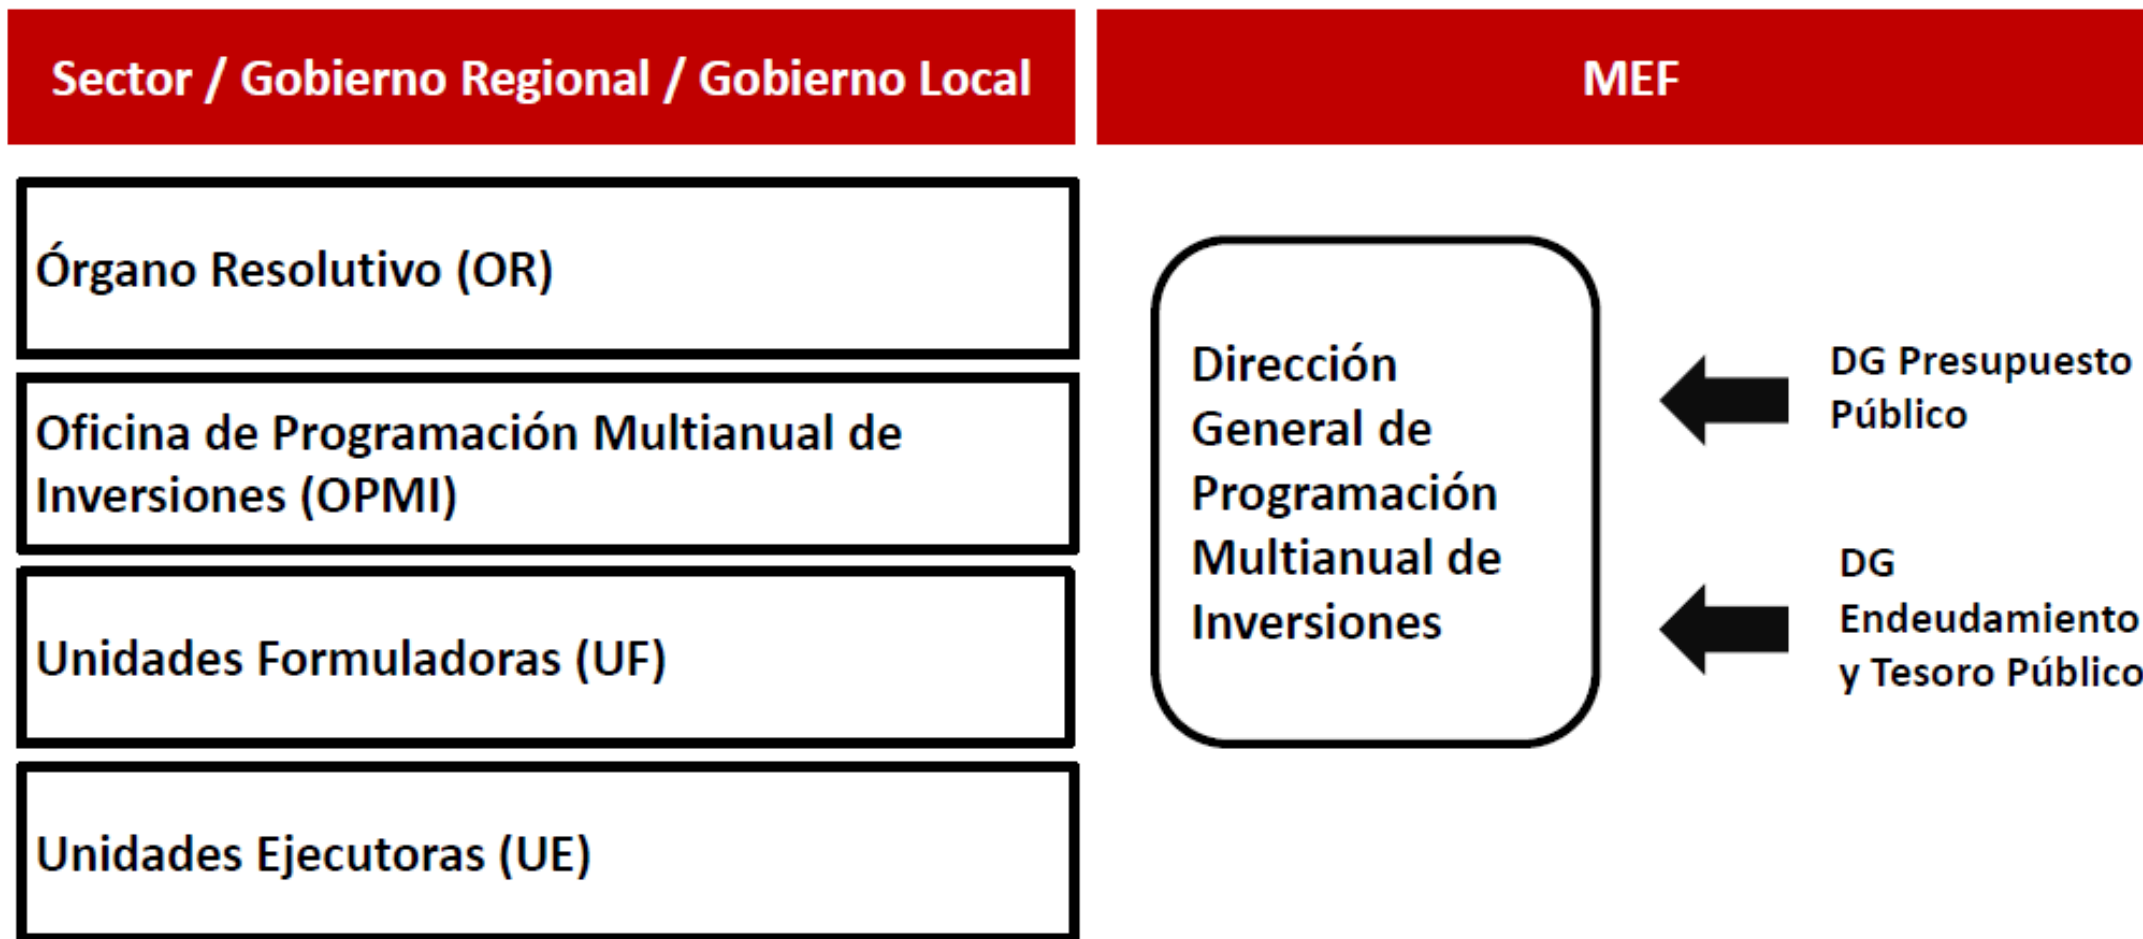 Sector / Gobierno Regional / Gobierno Local
MEF
Órgano Resolutivo (OR)
Oficina de Programación Multianual de
Inversiones (OPMI)
Unidades Formuladoras (UF)
Unidades Ejecutoras (UE)
Dirección
General de
Programación
Multianual de
Inversiones
DG Presupuesto
Público
DG
Endeudamiento
y Tesoro Público